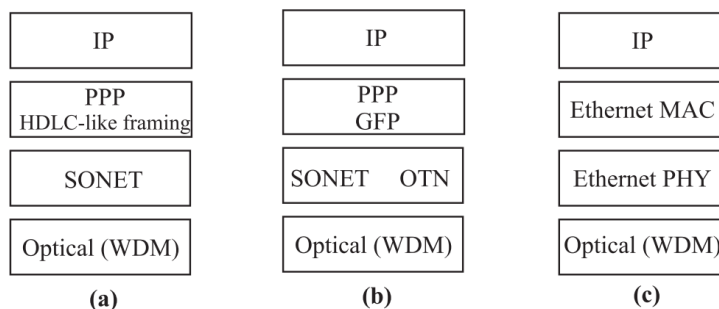 IP
PPP
HDLC-like framing
SONET
Optical (WDM)
(a)
IP
PPP
GFP
SONET OTN
Optical (WDM)
(b)
IP
Ethernet MAC
Ethernet PHY
Optical (WDM)
(c)